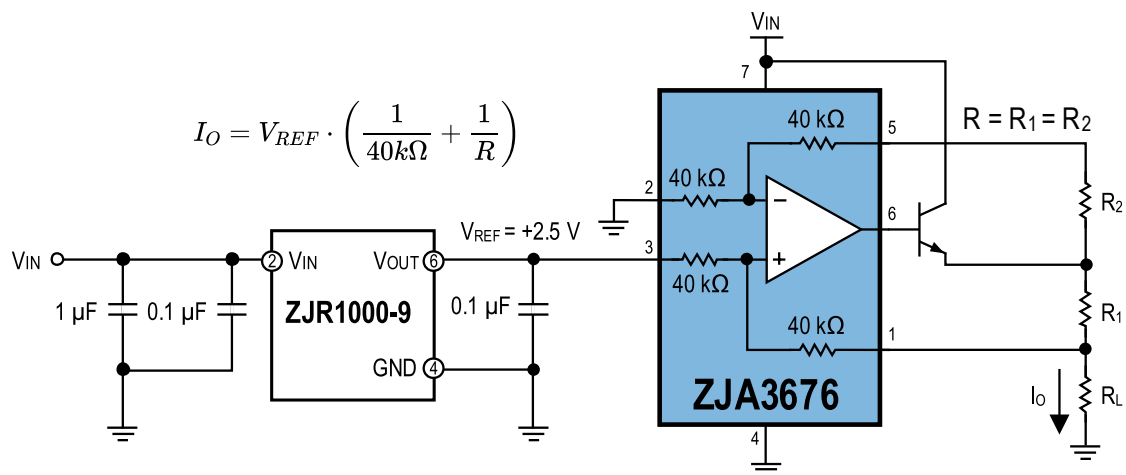 VIN
7
I_O = V_REF · ( 1 / 40kΩ + 1 / R )
40 kΩ
5
R = R1 = R2
2
40 kΩ
R2
−
6
VREF = +2.5 V
3
VIN
2
VIN
VOUT
6
+
40 kΩ
1 µF
0.1 µF
ZJR1000-9
0.1 µF
R1
40 kΩ
1
GND
4
ZJA3676
IO
RL
4